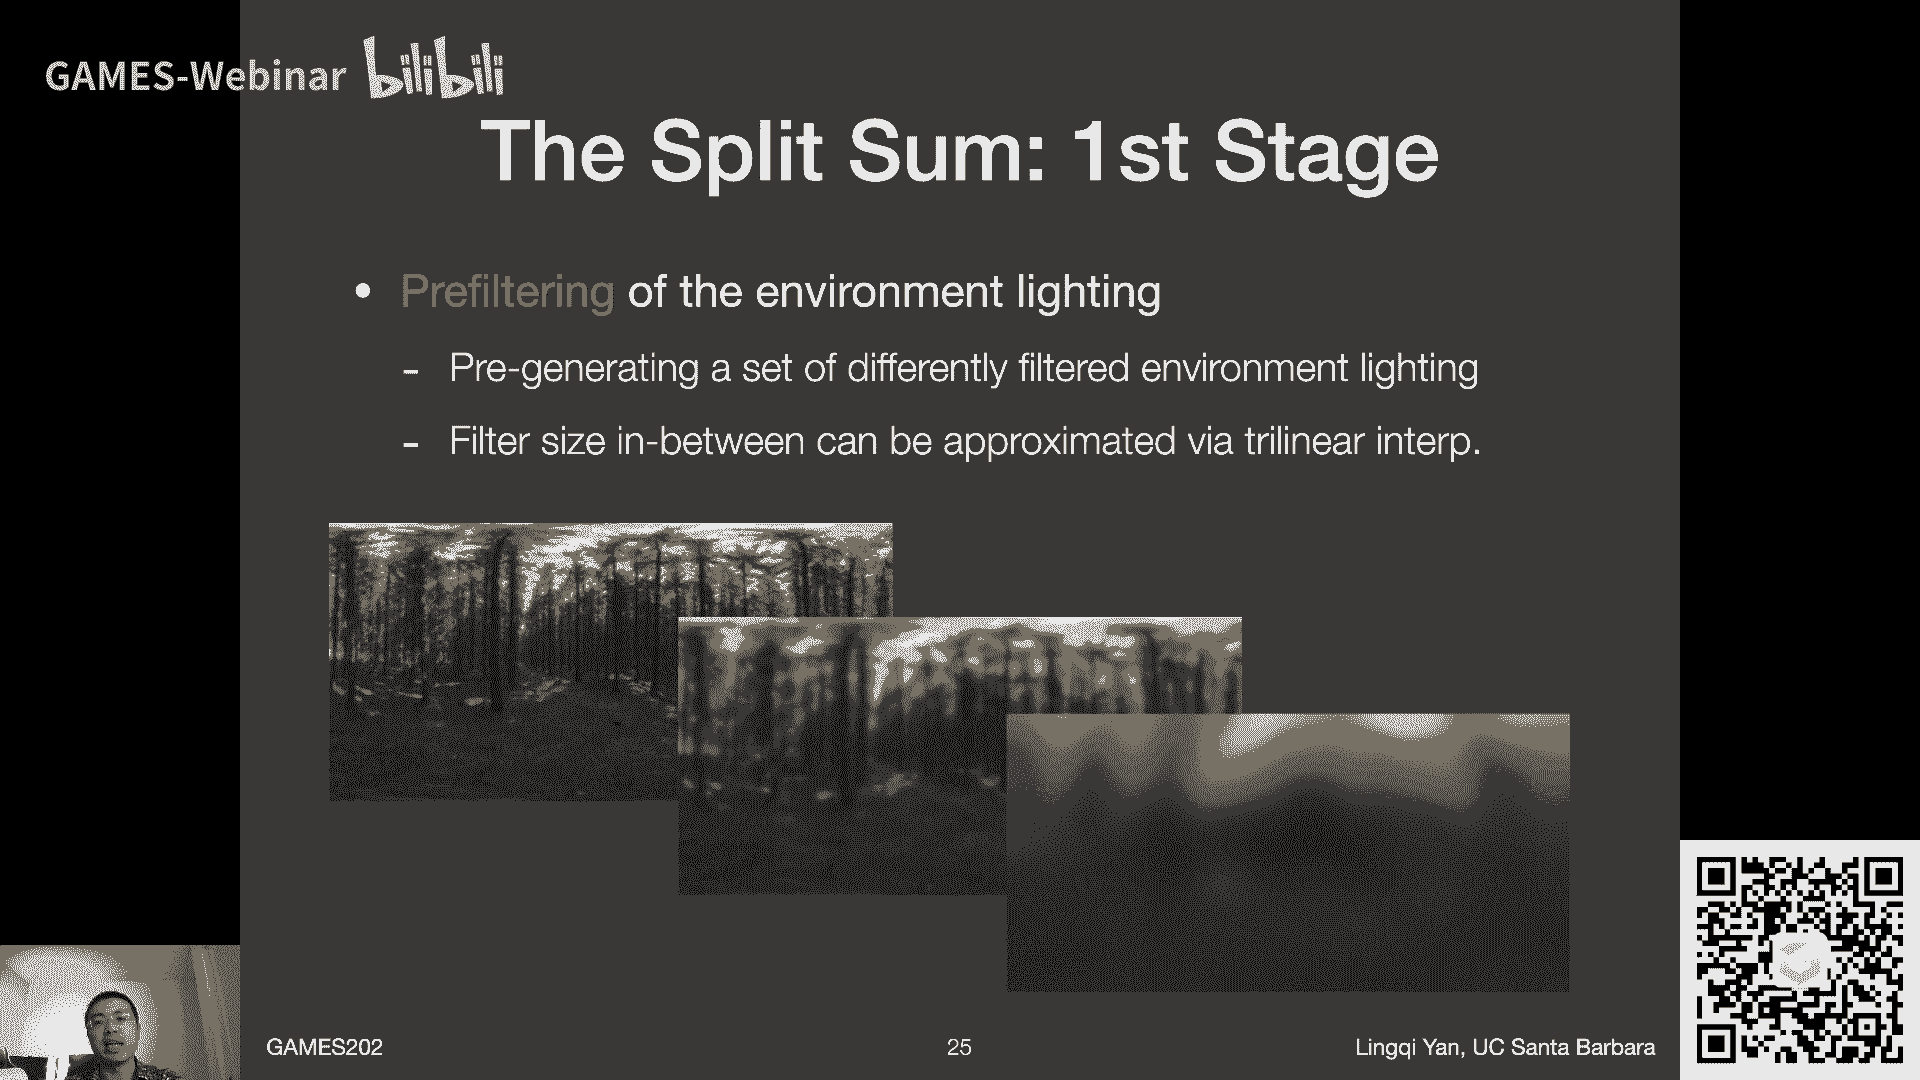 GAMES-Webinar bilibili
The Split Sum: 1st Stage
• Prefiltering of the environment lighting
- Pre-generating a set of differently filtered environment lighting
- Filter size in-between can be approximated via trilinear interp.
GAMES202
25
Lingqi Yan, UC Santa Barbara